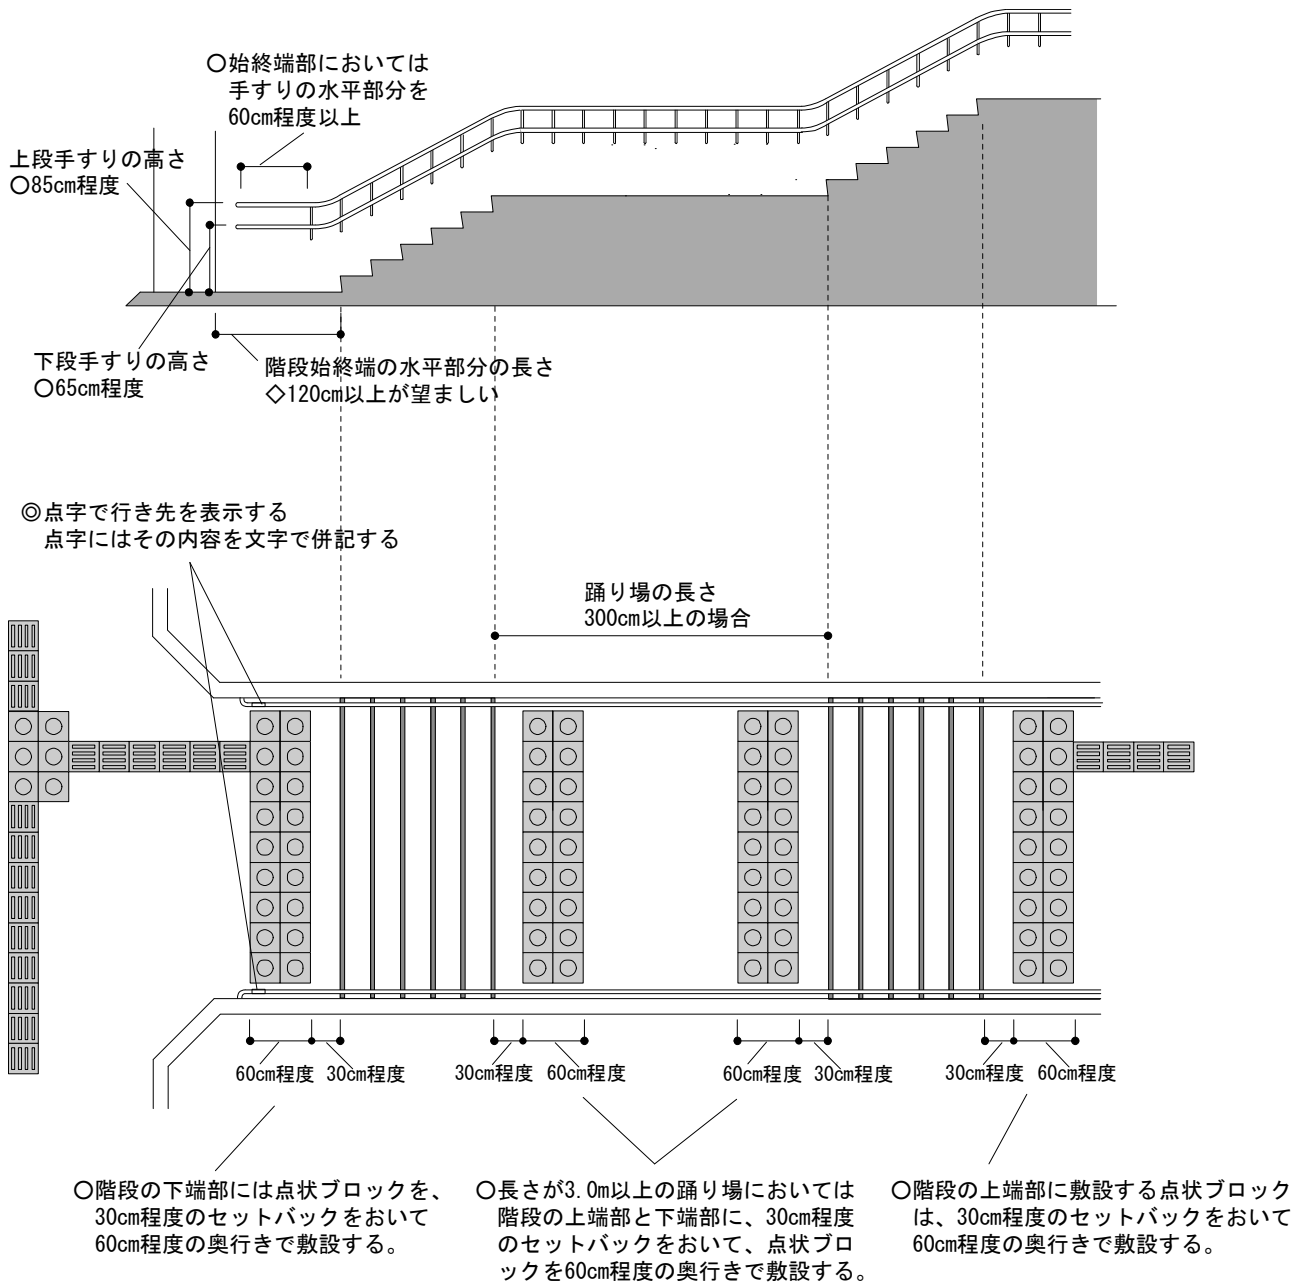 ○始終端部においては
手すりの水平部分を
60cm程度以上
上段手すりの高さ
○85cm程度
下段手すりの高さ
○65cm程度
階段始終端の水平部分の長さ
◇120cm以上が望ましい
◎点字で行き先を表示する
点字にはその内容を文字で併記する
踊り場の長さ
300cm以上の場合
60cm程度 30cm程度
30cm程度 60cm程度
60cm程度 30cm程度
30cm程度 60cm程度
○階段の下端部には点状ブロックを、
30cm程度のセットバックをおいて
60cm程度の奥行きで敷設する。
○長さが3.0m以上の踊り場においては
階段の上端部と下端部に、30cm程度
のセットバックをおいて、点状ブロ
ックを60cm程度の奥行きで敷設する。
○階段の上端部に敷設する点状ブロック
は、30cm程度のセットバックをおいて
60cm程度の奥行きで敷設する。